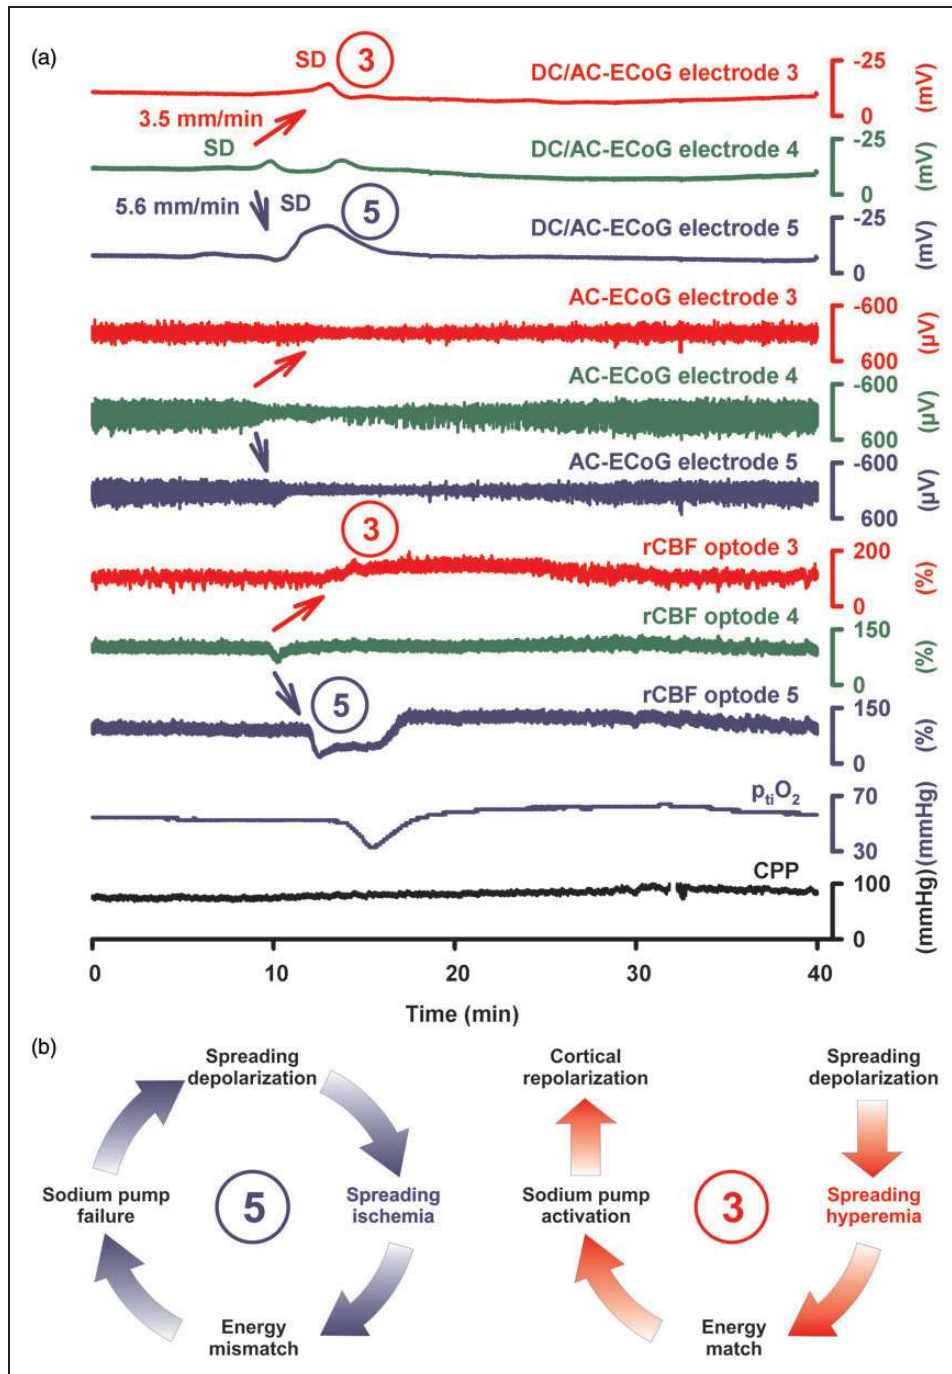 (a)
SD
3
DC/AC-ECoG electrode 3
-25
0
(mV)
3.5 mm/min
SD
DC/AC-ECoG electrode 4
-25
0
(mV)
5.6 mm/min
SD
5
DC/AC-ECoG electrode 5
-25
0
(mV)
AC-ECoG electrode 3
-600
600
(µV)
AC-ECoG electrode 4
-600
600
(µV)
AC-ECoG electrode 5
-600
600
(µV)
3
rCBF optode 3
200
0
(%)
rCBF optode 4
150
0
(%)
5
rCBF optode 5
150
0
(%)
ptiO2
70
30
(mmHg)
CPP
100
0
(mmHg)
0 10 20 30 40
Time (min)
(b)
Spreading
depolarization
Sodium pump
failure
5
Spreading
ischemia
Energy
mismatch
Cortical
repolarization
Spreading
depolarization
Sodium pump
activation
3
Spreading
hyperemia
Energy
match